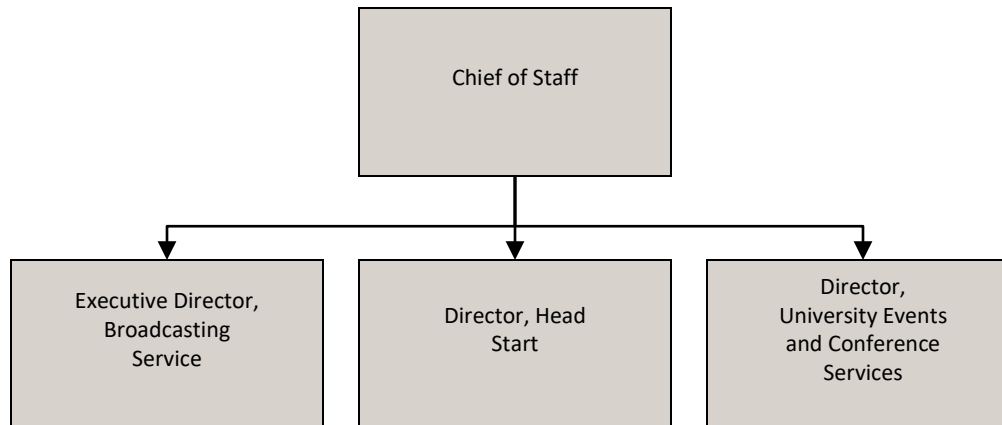 Chief of Staff
Executive Director,
Broadcasting
Service
Director, Head
Start
Director,
University Events
and Conference
Services